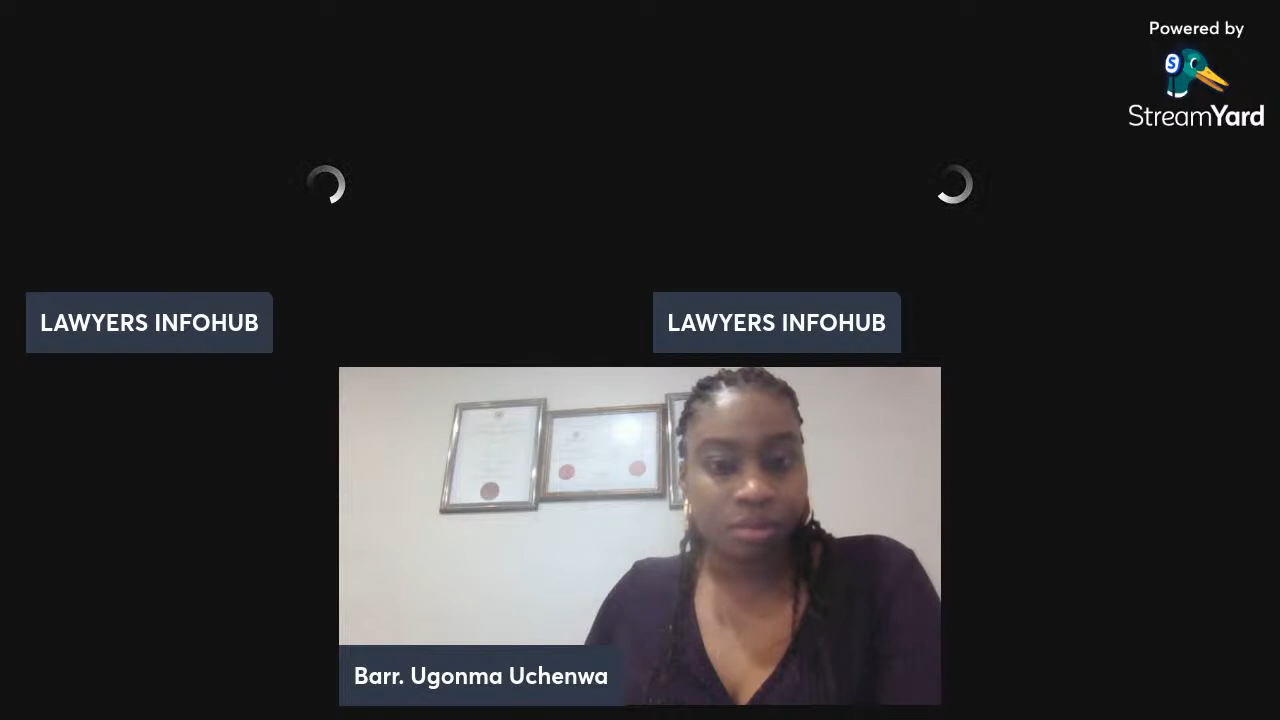 Powered by
S
StreamYard
LAWYERS INFOHUB
LAWYERS INFOHUB
Barr. Ugonma Uchenwa